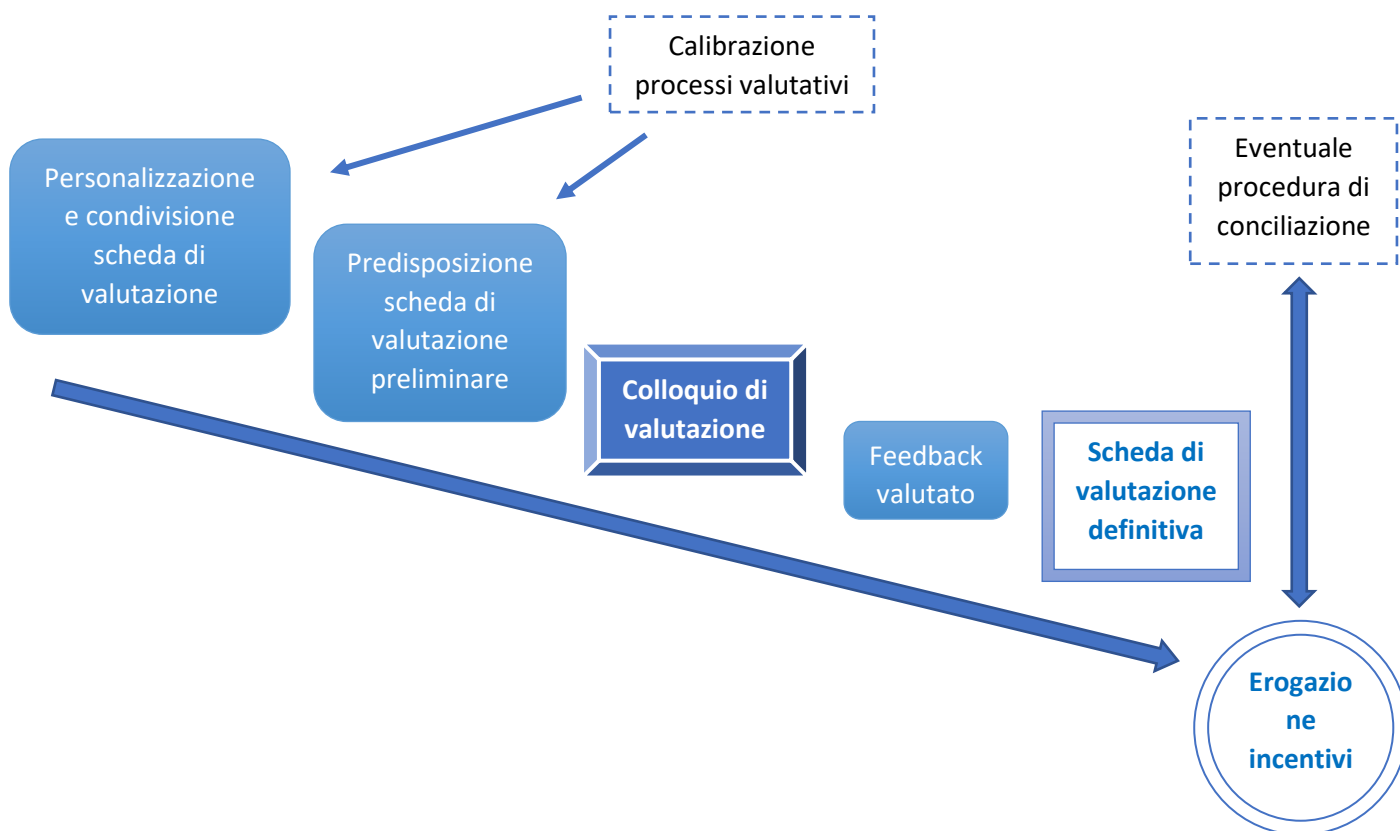 Calibrazione
processi valutativi
Personalizzazione
e condivisione
scheda di
valutazione
Predisposizione
scheda di
valutazione
preliminare
Colloquio di
valutazione
Feedback
valutato
Scheda di
valutazione
definitiva
Eventuale
procedura di
conciliazione
Erogazio
ne
incentivi